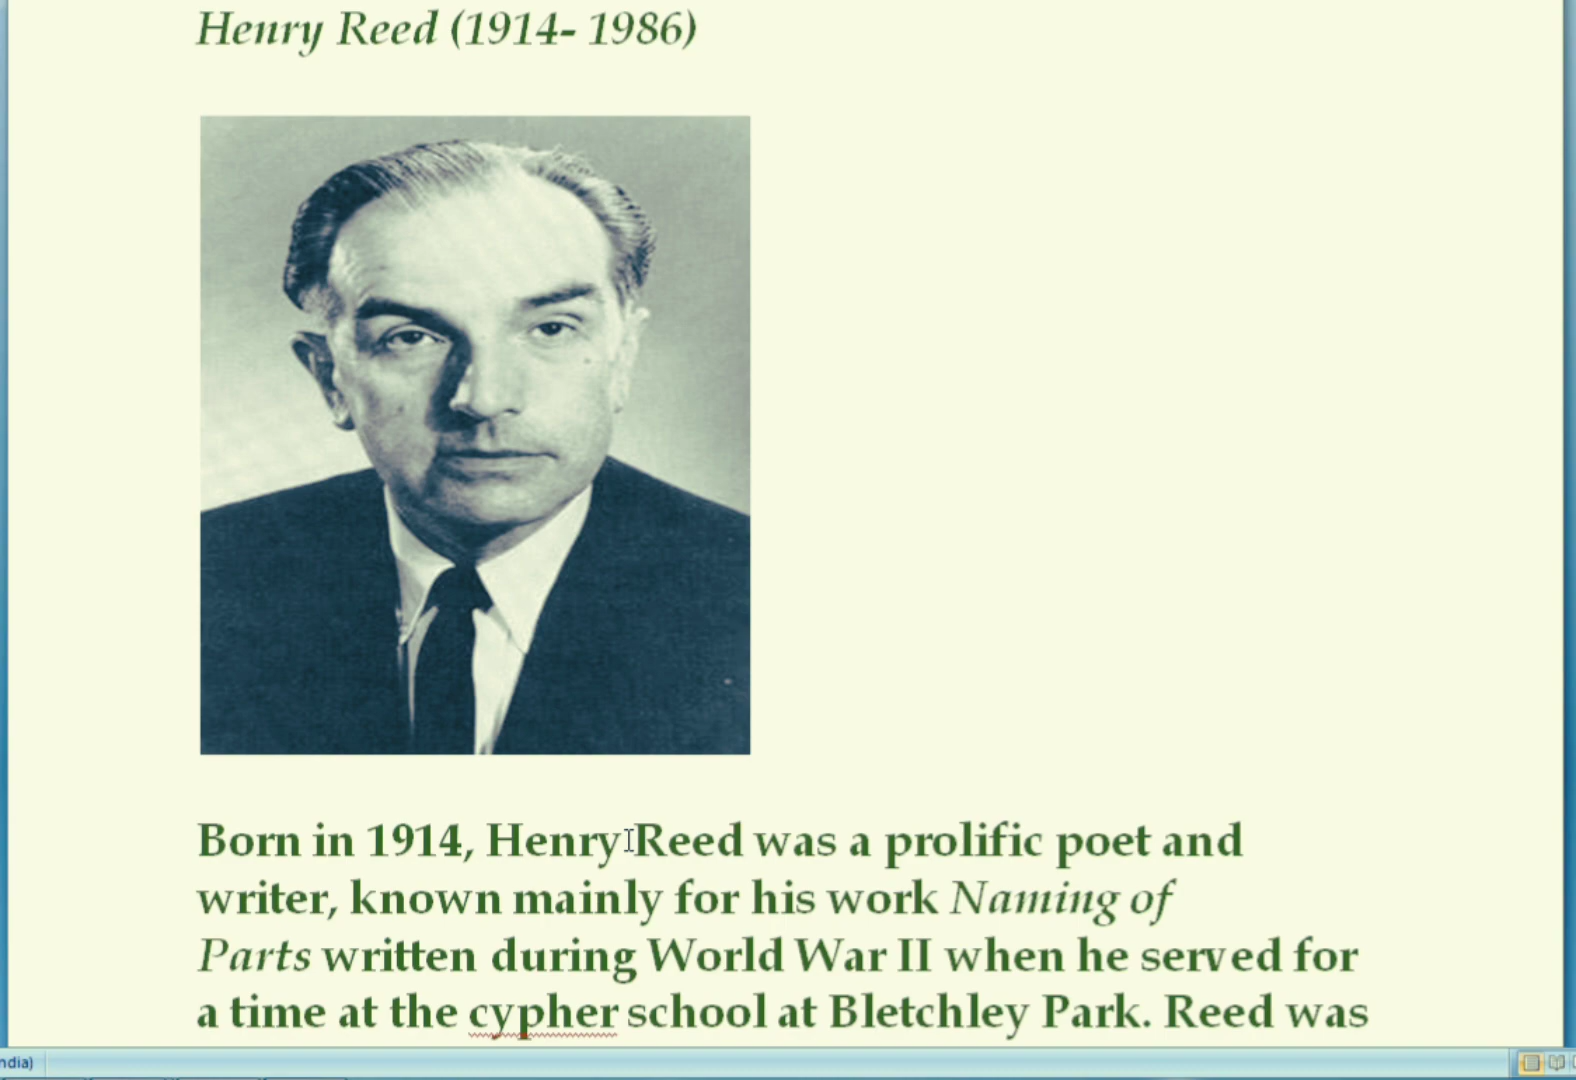 Henry Reed (1914- 1986)
Born in 1914, Henry Reed was a prolific poet and
writer, known mainly for his work Naming of
Parts written during World War II when he served for
a time at the cypher school at Bletchley Park. Reed was
ndia)